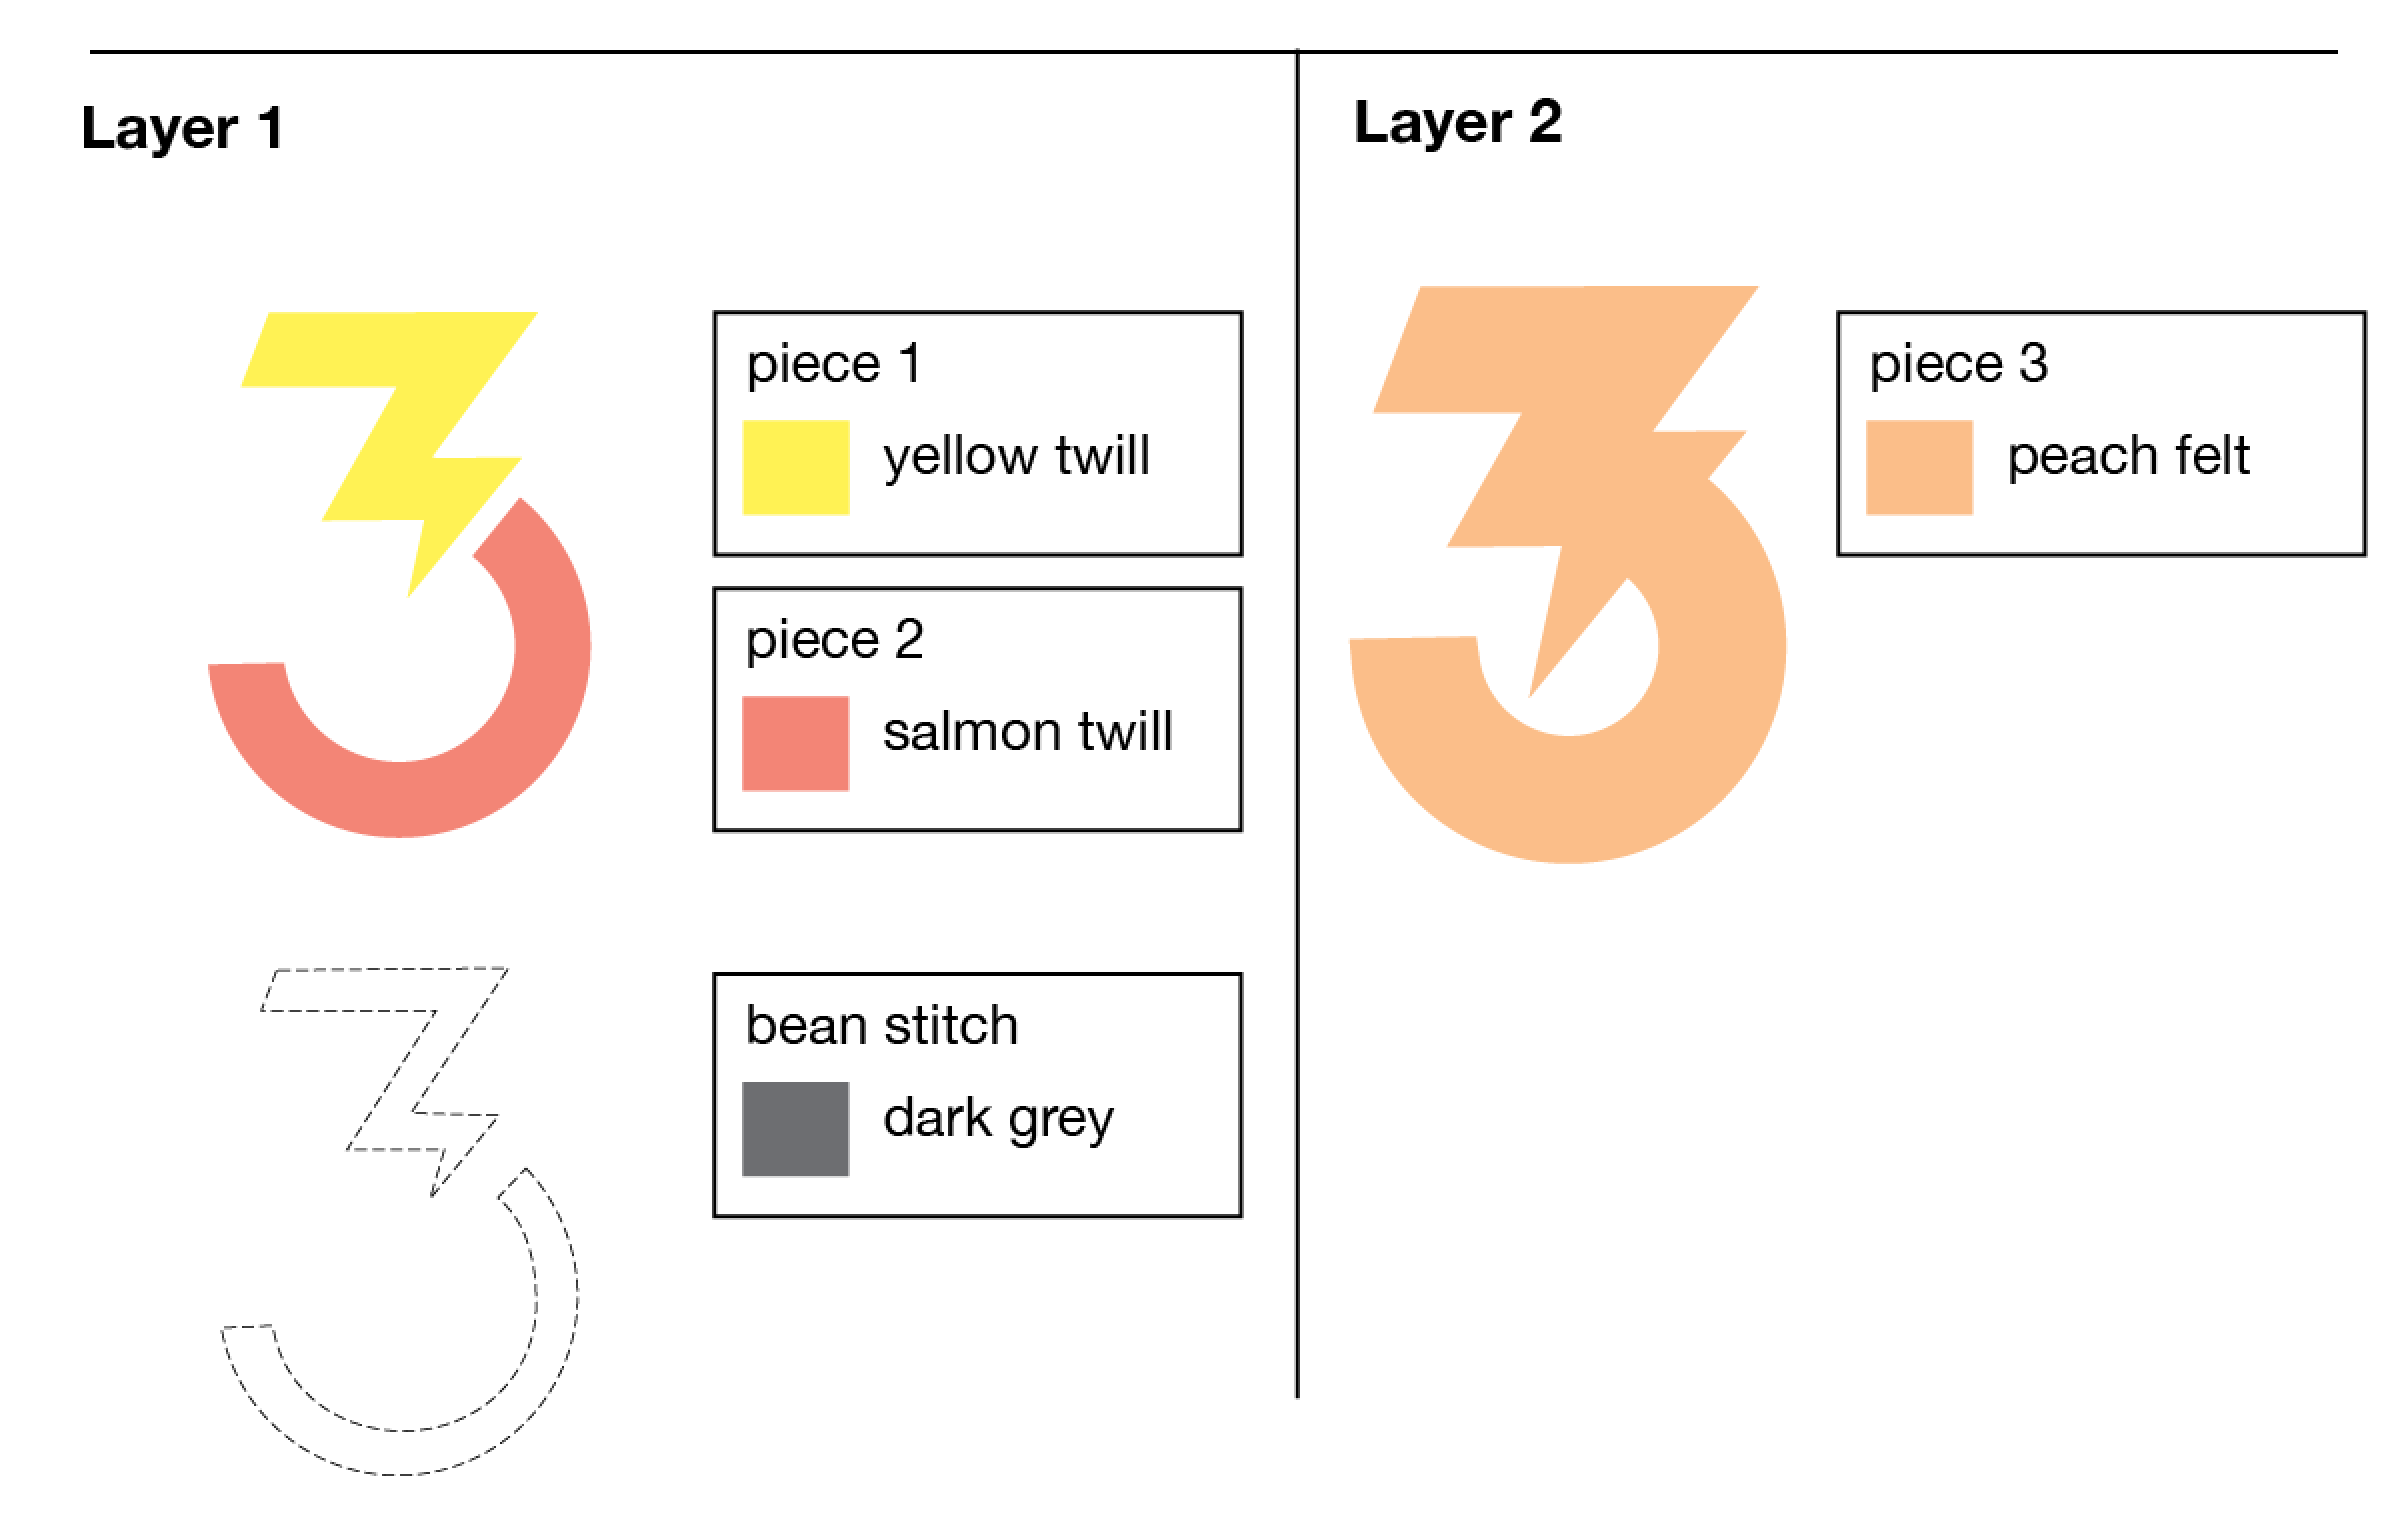 Layer 1
piece 1
yellow twill
piece 2
salmon twill
bean stitch
dark grey
Layer 2
piece 3
peach felt